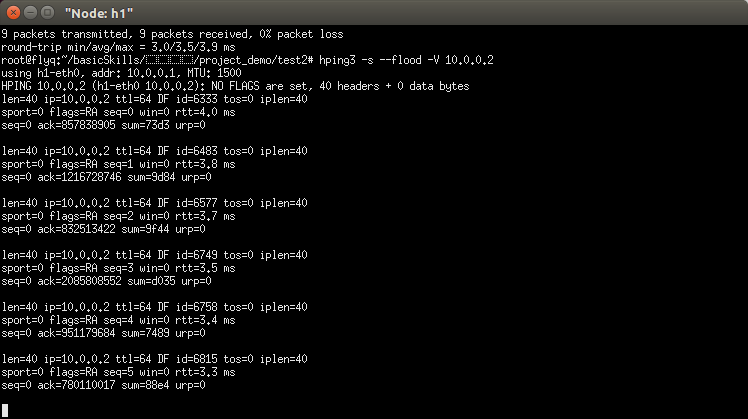 "Node: h1"
9 packets transmitted, 9 packets received, 0% packet loss
round-trip min/avg/max = 3.0/3.5/3.9 ms
root@flyq:~/basicSkills/ /project_demo/test2# hping3 -s --flood -V 10.0.0.2
using h1-eth0, addr: 10.0.0.1, MTU: 1500
HPING 10.0.0.2 (h1-eth0 10.0.0.2): NO FLAGS are set, 40 headers + 0 data bytes
len=40 ip=10.0.0.2 ttl=64 DF id=6333 tos=0 iplen=40
sport=0 flags=RA seq=0 win=0 rtt=4.0 ms
seq=0 ack=857838905 sum=73d3 urp=0
len=40 ip=10.0.0.2 ttl=64 DF id=6483 tos=0 iplen=40
sport=0 flags=RA seq=1 win=0 rtt=3.8 ms
seq=0 ack=1216728746 sum=9d84 urp=0
len=40 ip=10.0.0.2 ttl=64 DF id=6577 tos=0 iplen=40
sport=0 flags=RA seq=2 win=0 rtt=3.7 ms
seq=0 ack=832513422 sum=9f44 urp=0
len=40 ip=10.0.0.2 ttl=64 DF id=6749 tos=0 iplen=40
sport=0 flags=RA seq=3 win=0 rtt=3.5 ms
seq=0 ack=2085808552 sum=d035 urp=0
len=40 ip=10.0.0.2 ttl=64 DF id=6758 tos=0 iplen=40
sport=0 flags=RA seq=4 win=0 rtt=3.4 ms
seq=0 ack=951179684 sum=7489 urp=0
len=40 ip=10.0.0.2 ttl=64 DF id=6815 tos=0 iplen=40
sport=0 flags=RA seq=5 win=0 rtt=3.3 ms
seq=0 ack=780110017 sum=88e4 urp=0